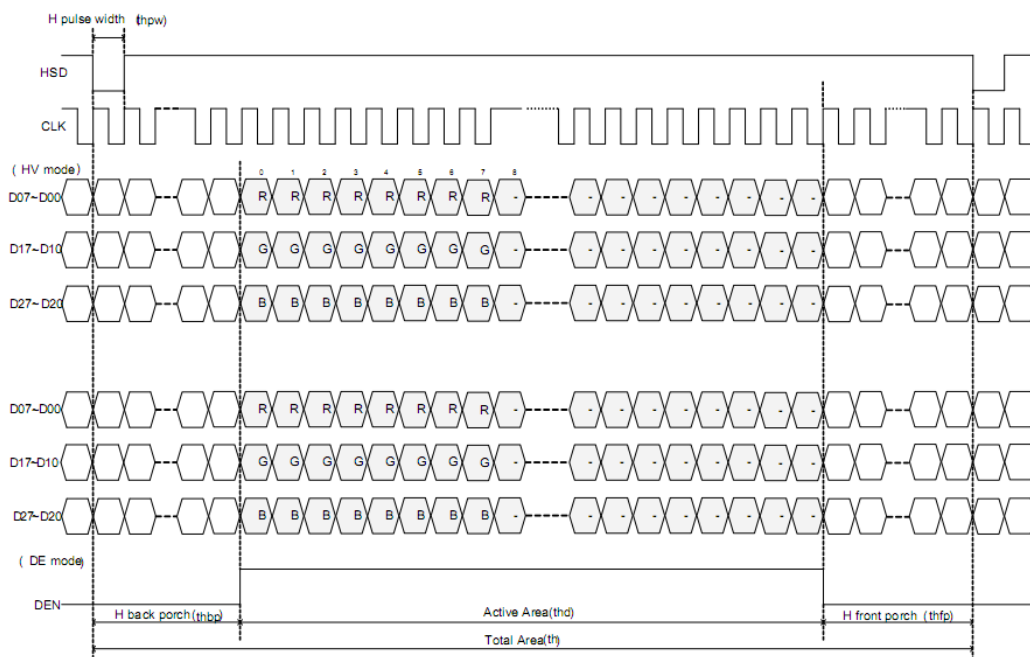 H pulse width (thpw)
HSD
CLK
( HV mode)
0 1 2 3 4 5 6 7 8
D07~D00 R R R R R R R R - - - - - - - - -
D17~D10 G G G G G G G G - - - - - - - - -
D27~D20 B B B B B B B B - - - - - - - - -
D07~D00 R R R R R R R R - - - - - - - - -
D17~D10 G G G G G G G G - - - - - - - - -
D27~D20 B B B B B B B B - - - - - - - - -
( DE mode)
DEN
H back porch (thbp) Active Area(thd) H front porch (thfp)
Total Area(th)